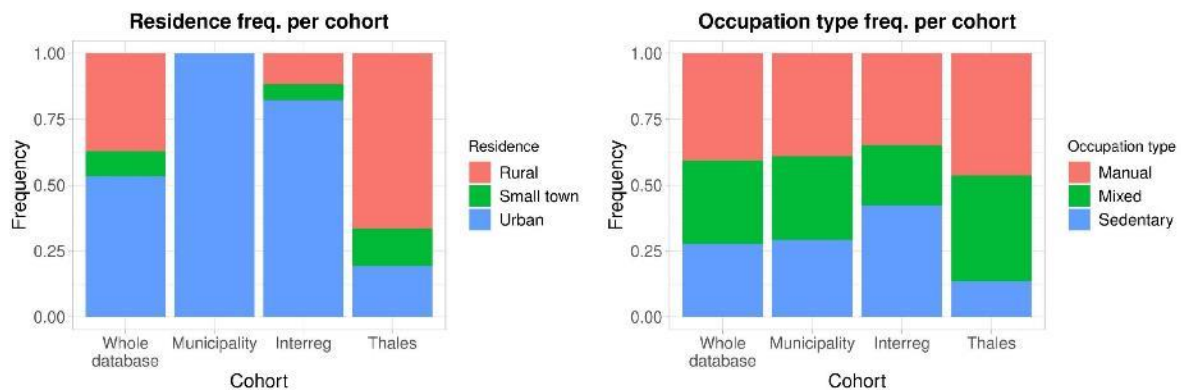 Residence freq. per cohort
1.00
0.75
0.50
0.25
0.00
Frequency
Whole database
Municipality
Interreg
Thales
Cohort
Residence
Rural
Small town
Urban
Occupation type freq. per cohort
1.00
0.75
0.50
0.25
0.00
Frequency
Whole database
Municipality
Interreg
Thales
Cohort
Occupation type
Manual
Mixed
Sedentary